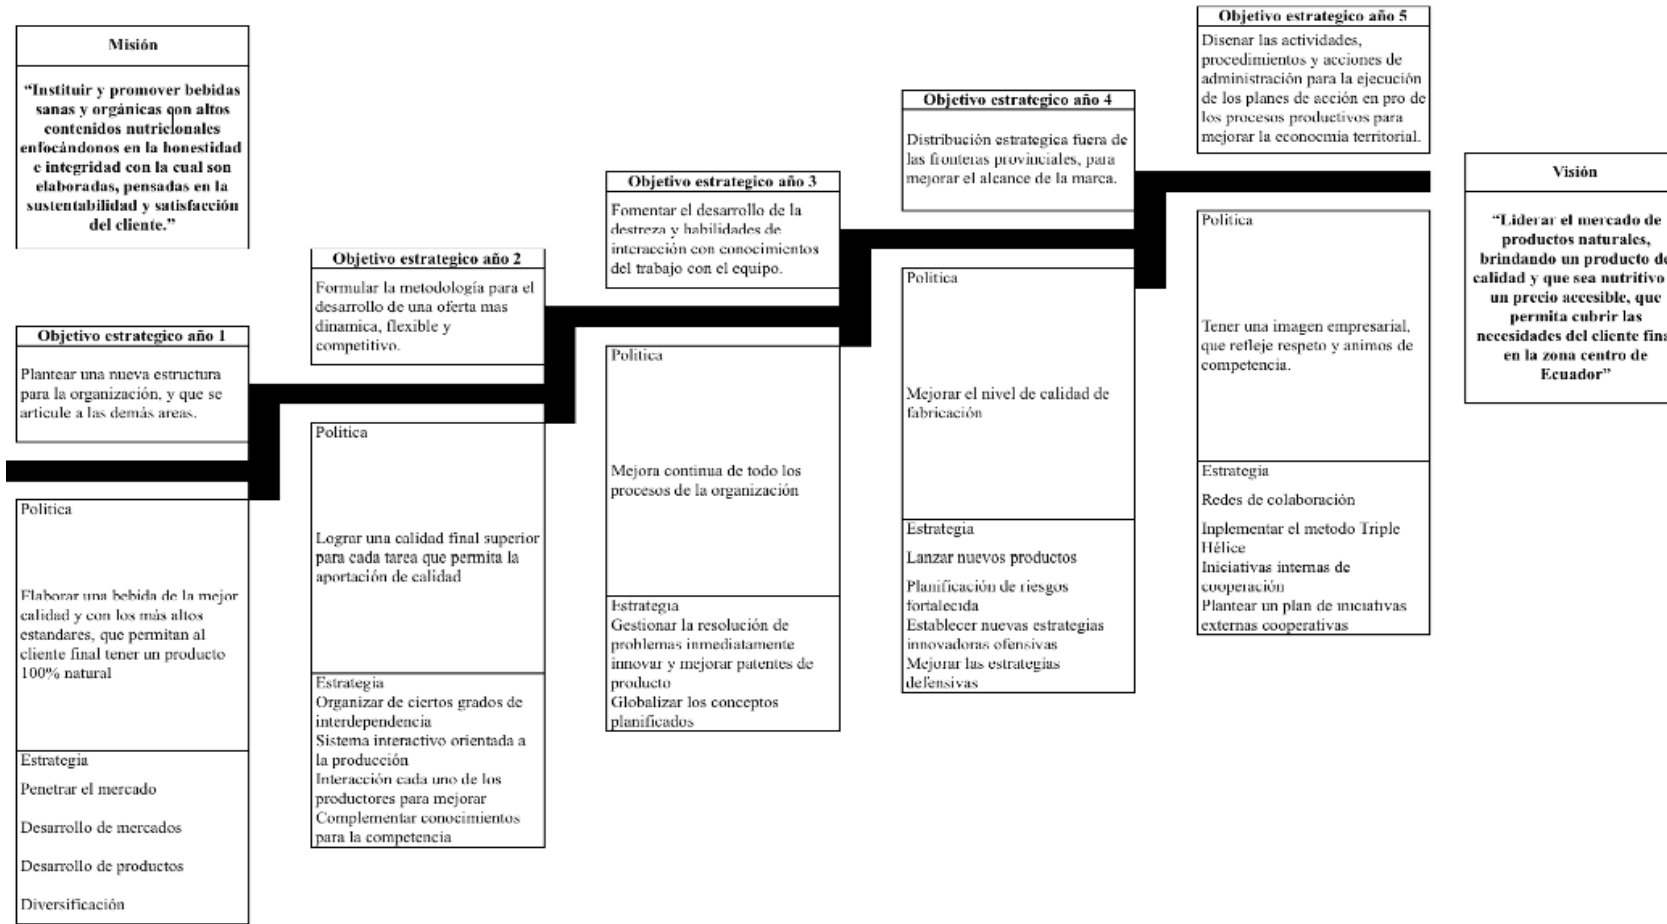 Misión
“Instituir y promover bebidas
sanas y orgánicas con altos
contenidos nutricionales
enfocándonos en la honestidad
e integridad con la cual son
elaboradas, pensadas en la
sustentabilidad y satisfacción
del cliente.”
Objetivo estrategico año 1
Plantear una nueva estructura
para la organización, y que se
articule a las demás areas.
Politica
Elaborar una bebida de la mejor
calidad y con los más altos
estandares, que permitan al
cliente final tener un producto
100% natural
Estrategia
Penetrar el mercado
Desarrollo de mercados
Desarrollo de productos
Diversificación
Objetivo estrategico año 2
Formular la metodología para el
desarrollo de una oferta mas
dinamica, flexible y
competitivo.
Politica
Lograr una calidad final superior
para cada tarea que permita la
aportación de calidad
Estrategia
Organizar de ciertos grados de
interdependencia
Sistema interactivo orientada a
la producción
Interacción cada uno de los
productores para mejorar
Complementar conocimientos
para la competencia
Objetivo estrategico año 3
Fomentar el desarrollo de la
destreza y habilidades de
interacción con conocimientos
del trabajo con el equipo.
Politica
Mejora continua de todo los
procesos de la organización
Estrategia
Gestionar la resolución de
problemas inmediatamente
innovar y mejorar patentes de
producto
Globalizar los conceptos
planificados
Objetivo estrategico año 4
Distribución estrategica fuera de
las fronteras provinciales, para
mejorar el alcance de la marca.
Politica
Mejorar el nivel de calidad de
fabricación
Estrategia
Lanzar nuevos productos
Planificación de riesgos
fortalecida
Establecer nuevas estrategias
innovadoras ofensivas
Mejorar las estrategias
defensivas
Objetivo estrategico año 5
Disenar las actividades,
procedimientos y acciones de
administración para la ejecución
de los planes de acción en pro de
los procesos productivos para
mejorar la econocmia territorial.
Politica
Tener una imagen empresarial,
que refleje respeto y animos de
competencia.
Estrategia
Redes de colaboración
Inplementar el metodo Triple
Hélice
Iniciativas internas de
cooperación
Plantear un plan de iniciativas
externas cooperativas
Visión
“Liderar el mercado de
productos naturales,
brindando un producto de
calidad y que sea nutritivo
un precio accesible, que
permita cubrir las
necesidades del cliente fina
en la zona centro de
Ecuador”